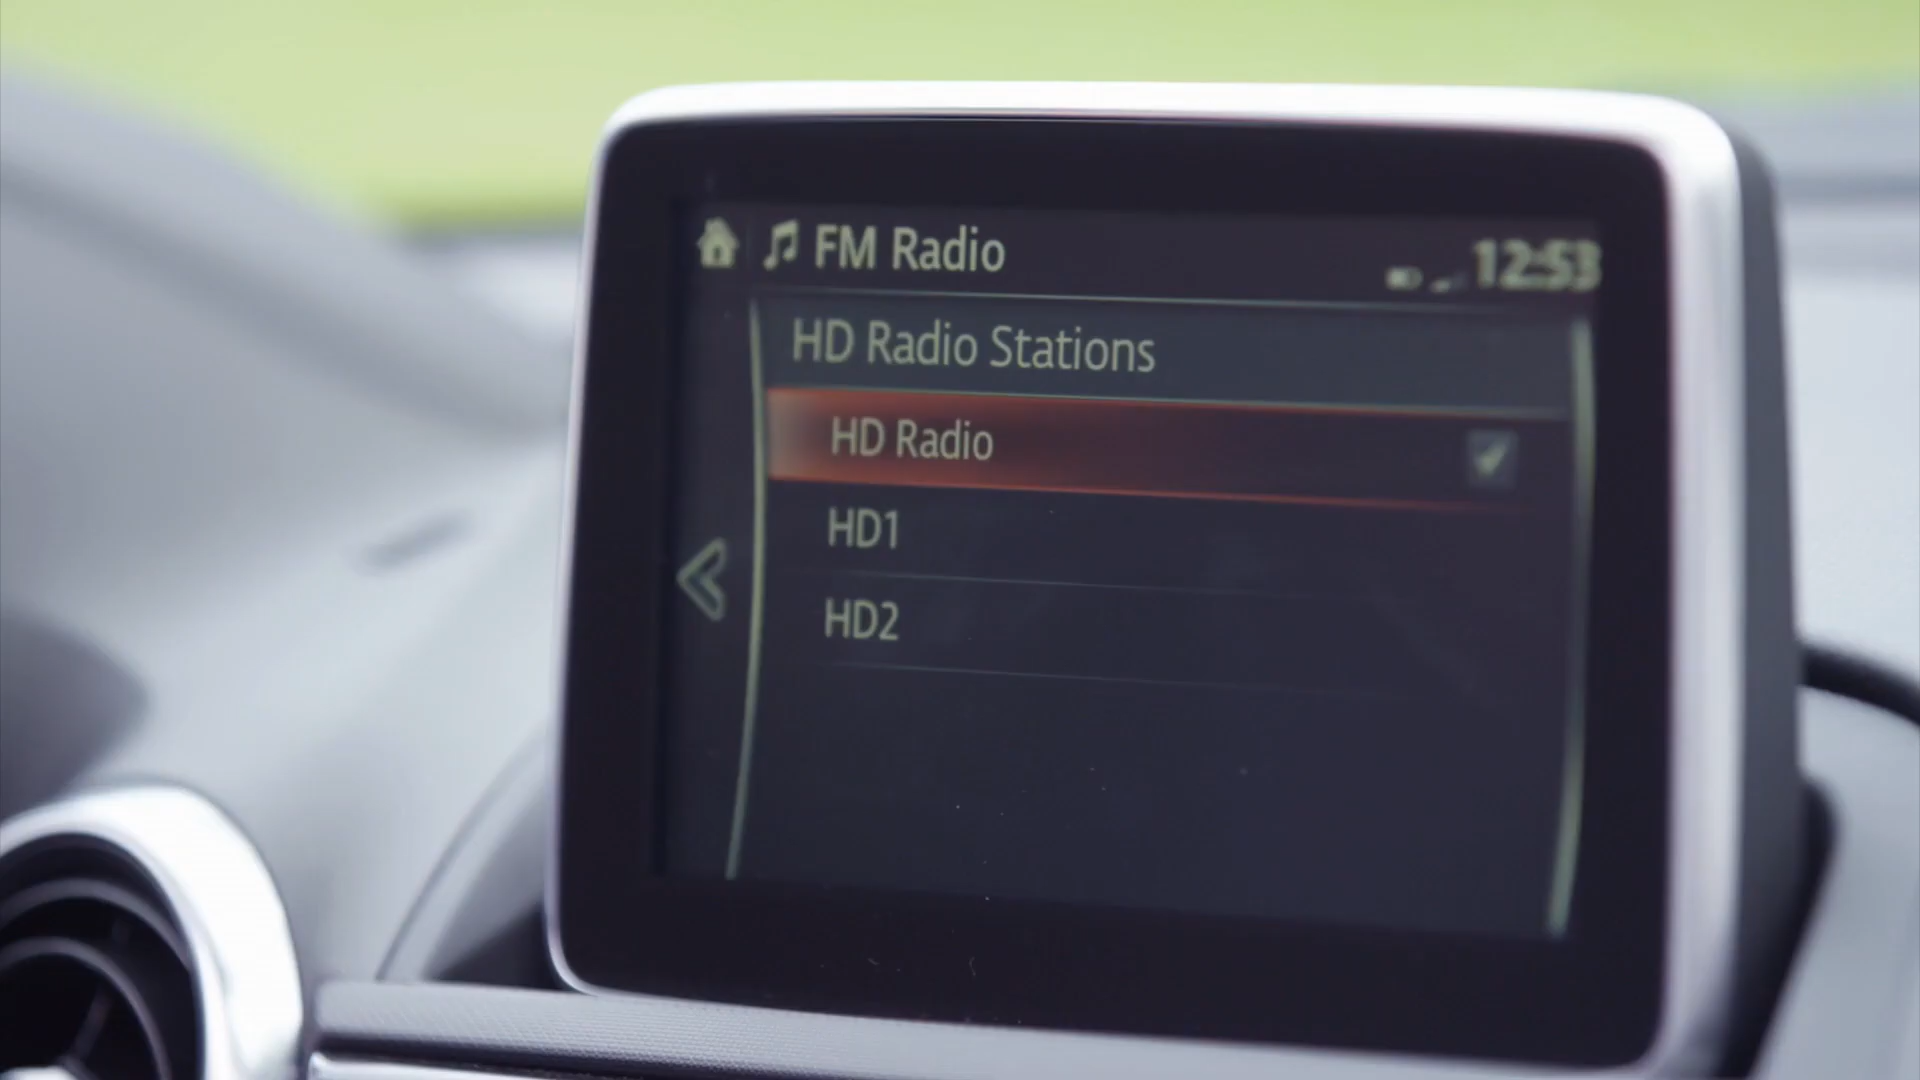 FM Radio
12:53
HD Radio Stations
HD Radio
HD1
HD2